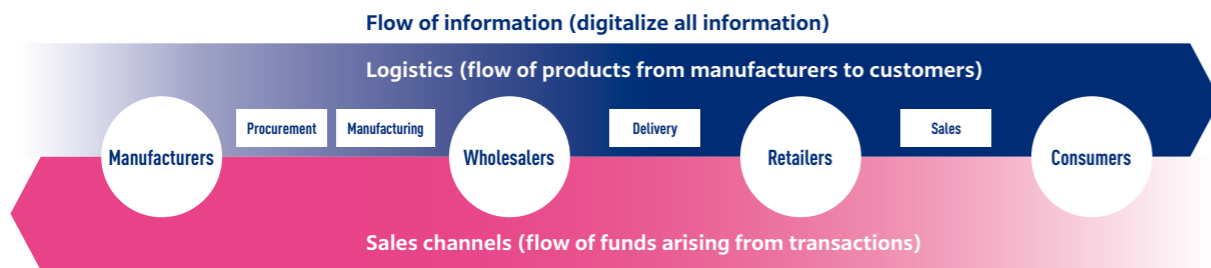 Flow of information (digitalize all information)
Logistics (flow of products from manufacturers to customers)
Procurement
Manufacturing
Delivery
Sales
Manufacturers
Wholesalers
Retailers
Consumers
Sales channels (flow of funds arising from transactions)